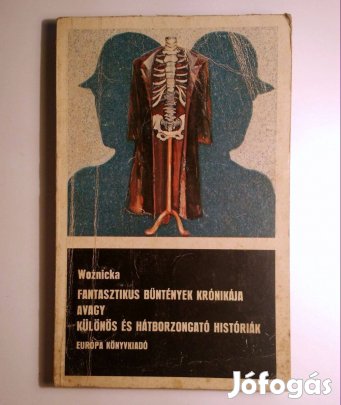 Woźnicka
FANTASZTIKUS BŰNTÉNYEK KRÓNIKÁJA
AVAGY
KÜLÖNÖS ÉS HÁTBORZONGATÓ HISTÓRIÁK
EURÓPA KÖNYVKIADÓ
Jófogás